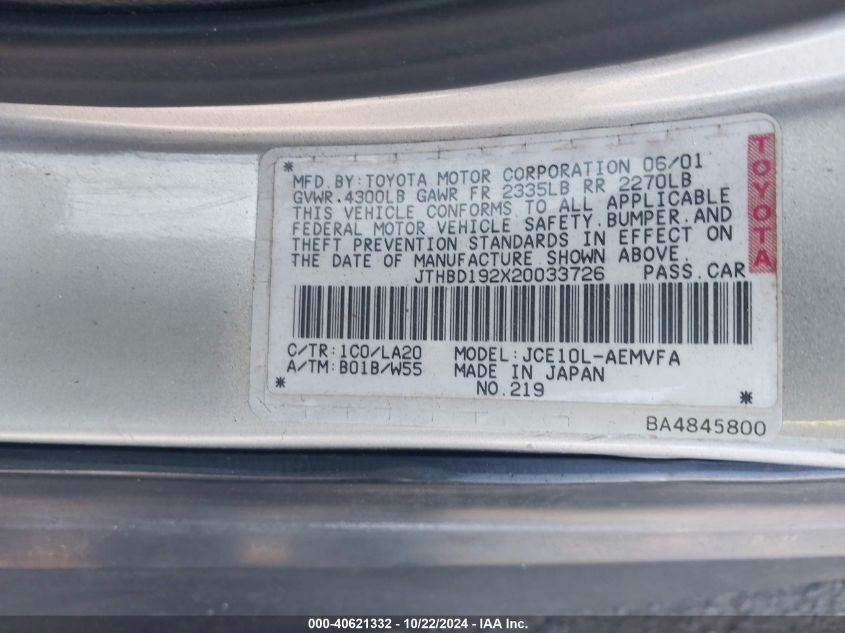 MFD. BY: TOYOTA MOTOR CORPORATION 06/01
GVWR. 4300LB GAWR FR 2335LB RR 2270LB
THIS VEHICLE CONFORMS TO ALL APPLICABLE
FEDERAL MOTOR VEHICLE SAFETY, BUMPER, AND
THEFT PREVENTION STANDARDS IN EFFECT ON
THE DATE OF MANUFACTURE SHOWN ABOVE.
JTHBD192X20033726 PASS. CAR
C/TR: 1C0/LA20 MODEL: JCE10L-AEMVFA
A/TM: B01B/W55 MADE IN JAPAN
NO. 219
TOYOTA
BA4845800
000-40621332 - 10/22/2024 - IAA Inc.